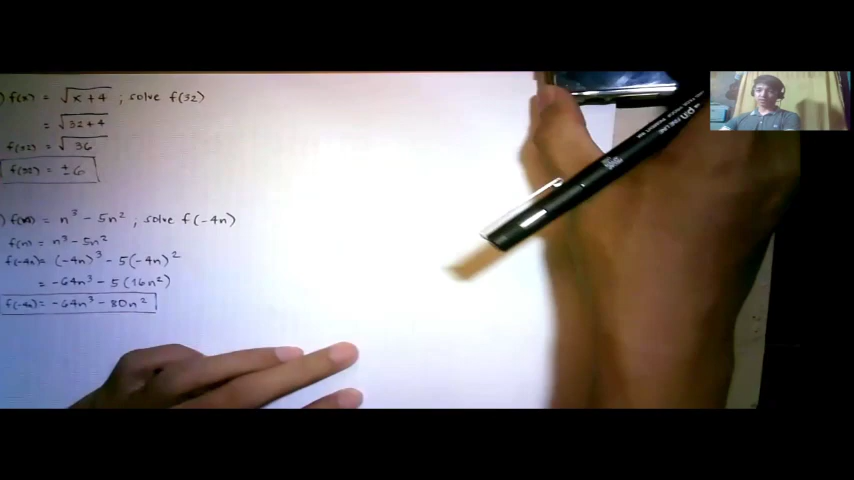 ) f(x) = √x+4 ; solve f(32)
= √32+4
f(32) = √36
f(32) = ±6
) f(n) = n³ - 5n² ; solve f(-4n)
f(n) = n³ - 5n²
f(-4n) = (-4n)³ - 5(-4n)²
= -64n³ - 5(16n²)
f(-4n) = -64n³ - 80n²